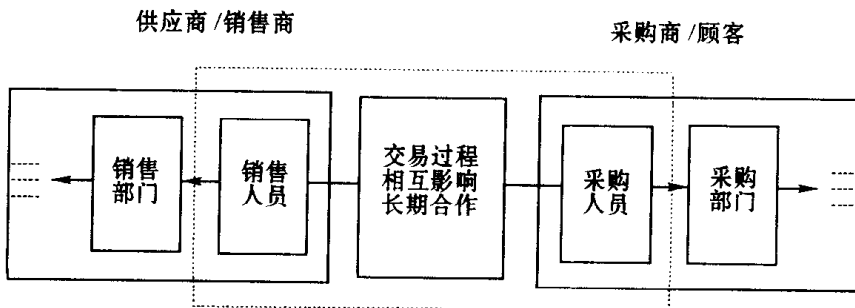 供应商/销售商
采购商/顾客
销售
部门
销售
人员
交易过程
相互影响
长期合作
采购
人员
采购
部门